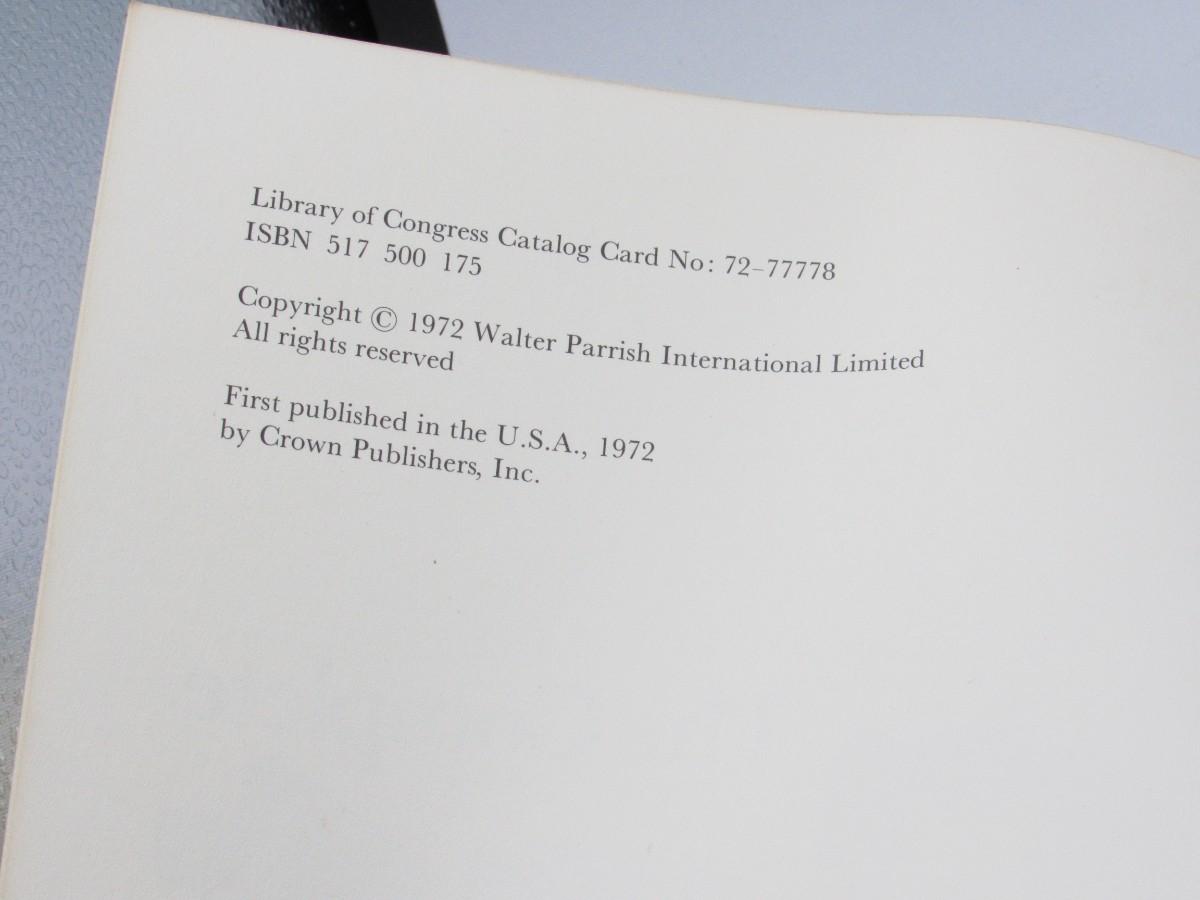 Library of Congress Catalog Card No: 72–77778
ISBN 517 500 175
Copyright © 1972 Walter Parrish International Limited
All rights reserved
First published in the U.S.A., 1972
by Crown Publishers, Inc.